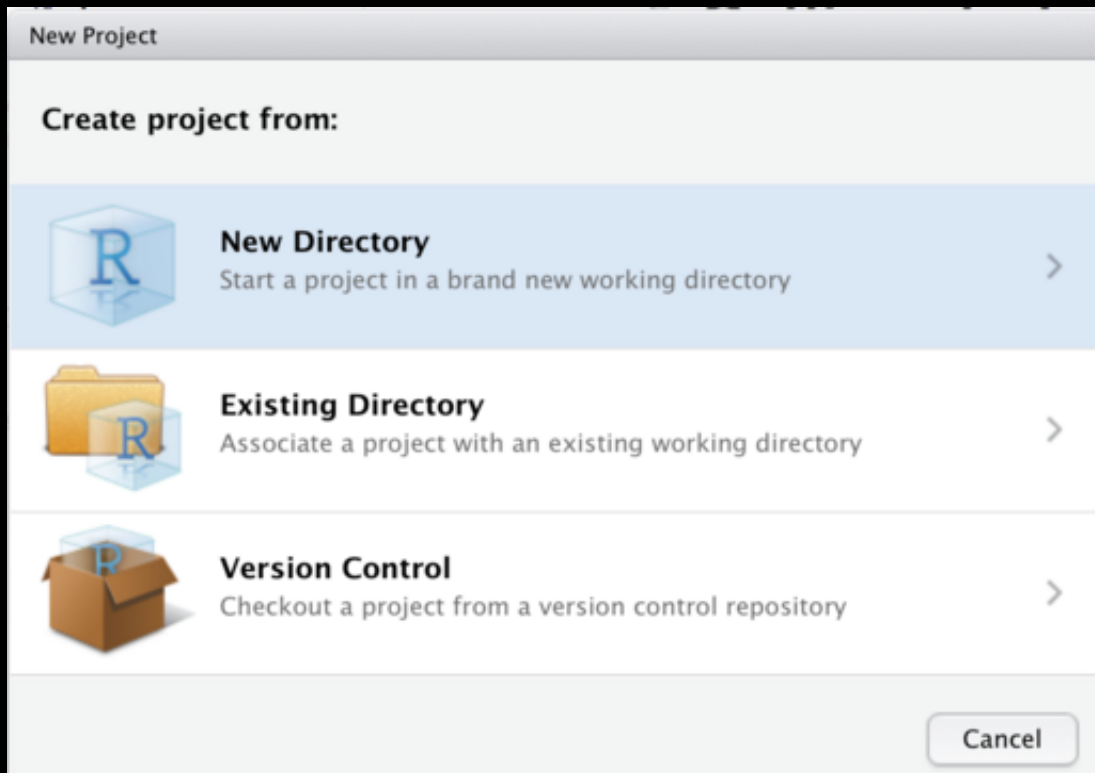 New Project
Create project from:
R
New Directory
Start a project in a brand new working directory
R
Existing Directory
Associate a project with an existing working directory
R
Version Control
Checkout a project from a version control repository
Cancel